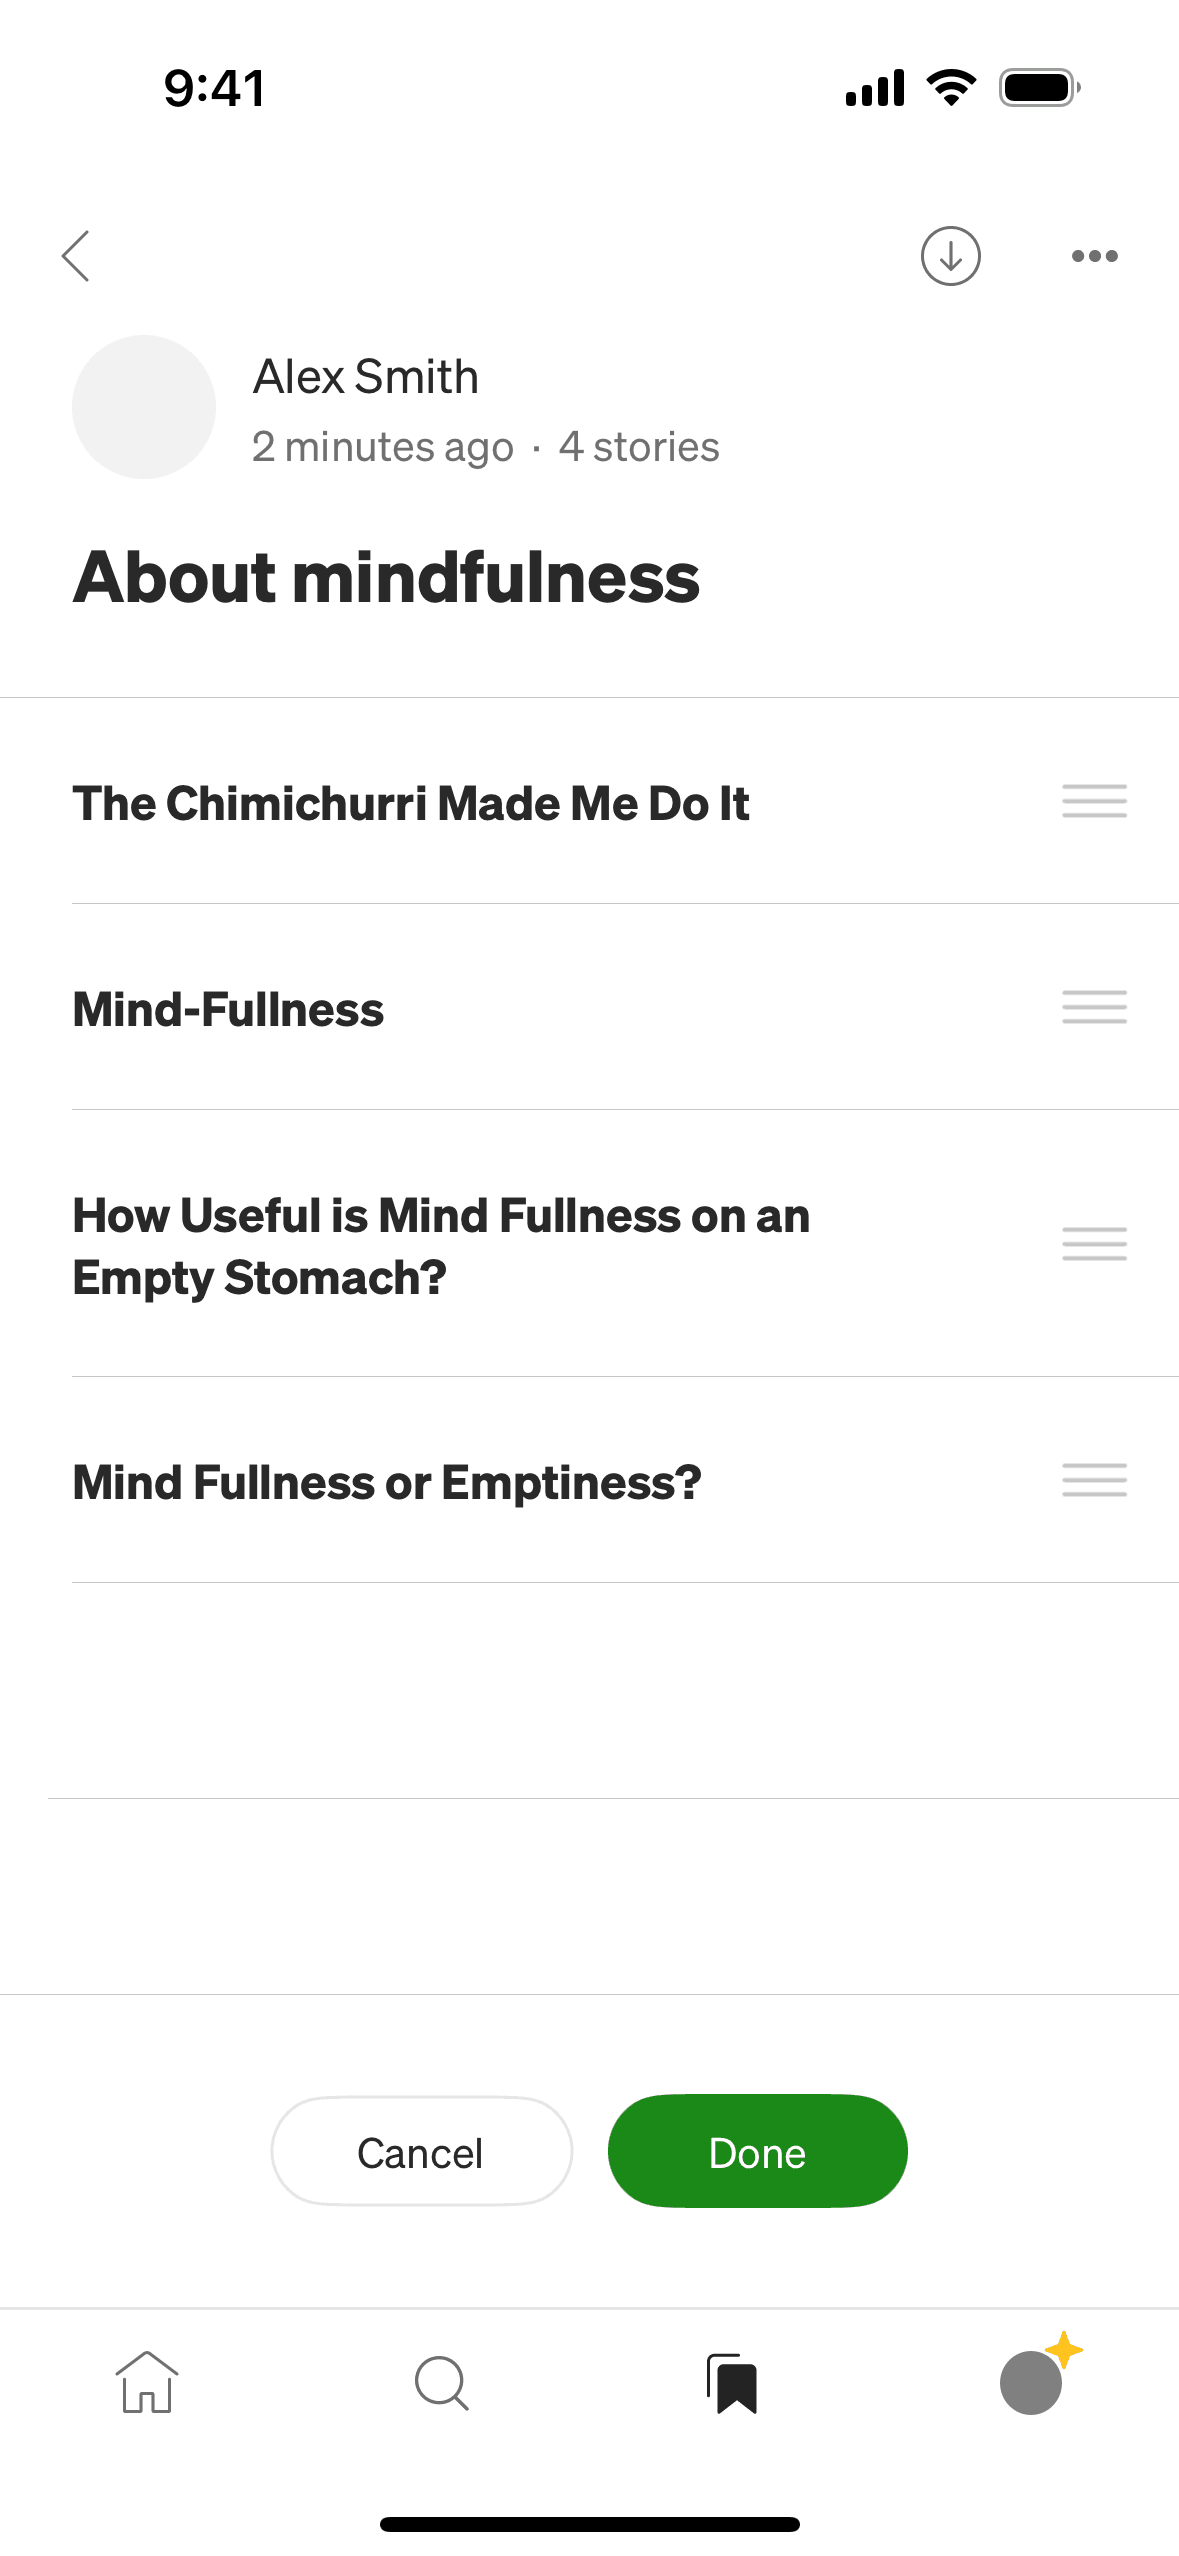 9:41
Alex Smith
2 minutes ago · 4 stories
About mindfulness
The Chimichurri Made Me Do It
Mind-Fullness
How Useful is Mind Fullness on an
Empty Stomach?
Mind Fullness or Emptiness?
Cancel
Done